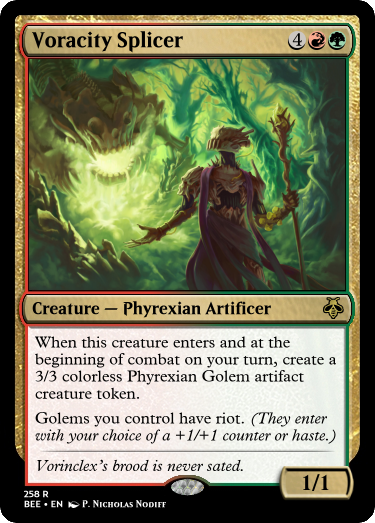 Voracity Splicer 4
Creature — Phyrexian Artificer
When this creature enters and at the
beginning of combat on your turn, create a
3/3 colorless Phyrexian Golem artifact
creature token.
Golems you control have riot. (They enter
with your choice of a +1/+1 counter or haste.)
Vorinclex's brood is never sated.
1/1
258 R
BEE • EN P. Nicholas Nodiff